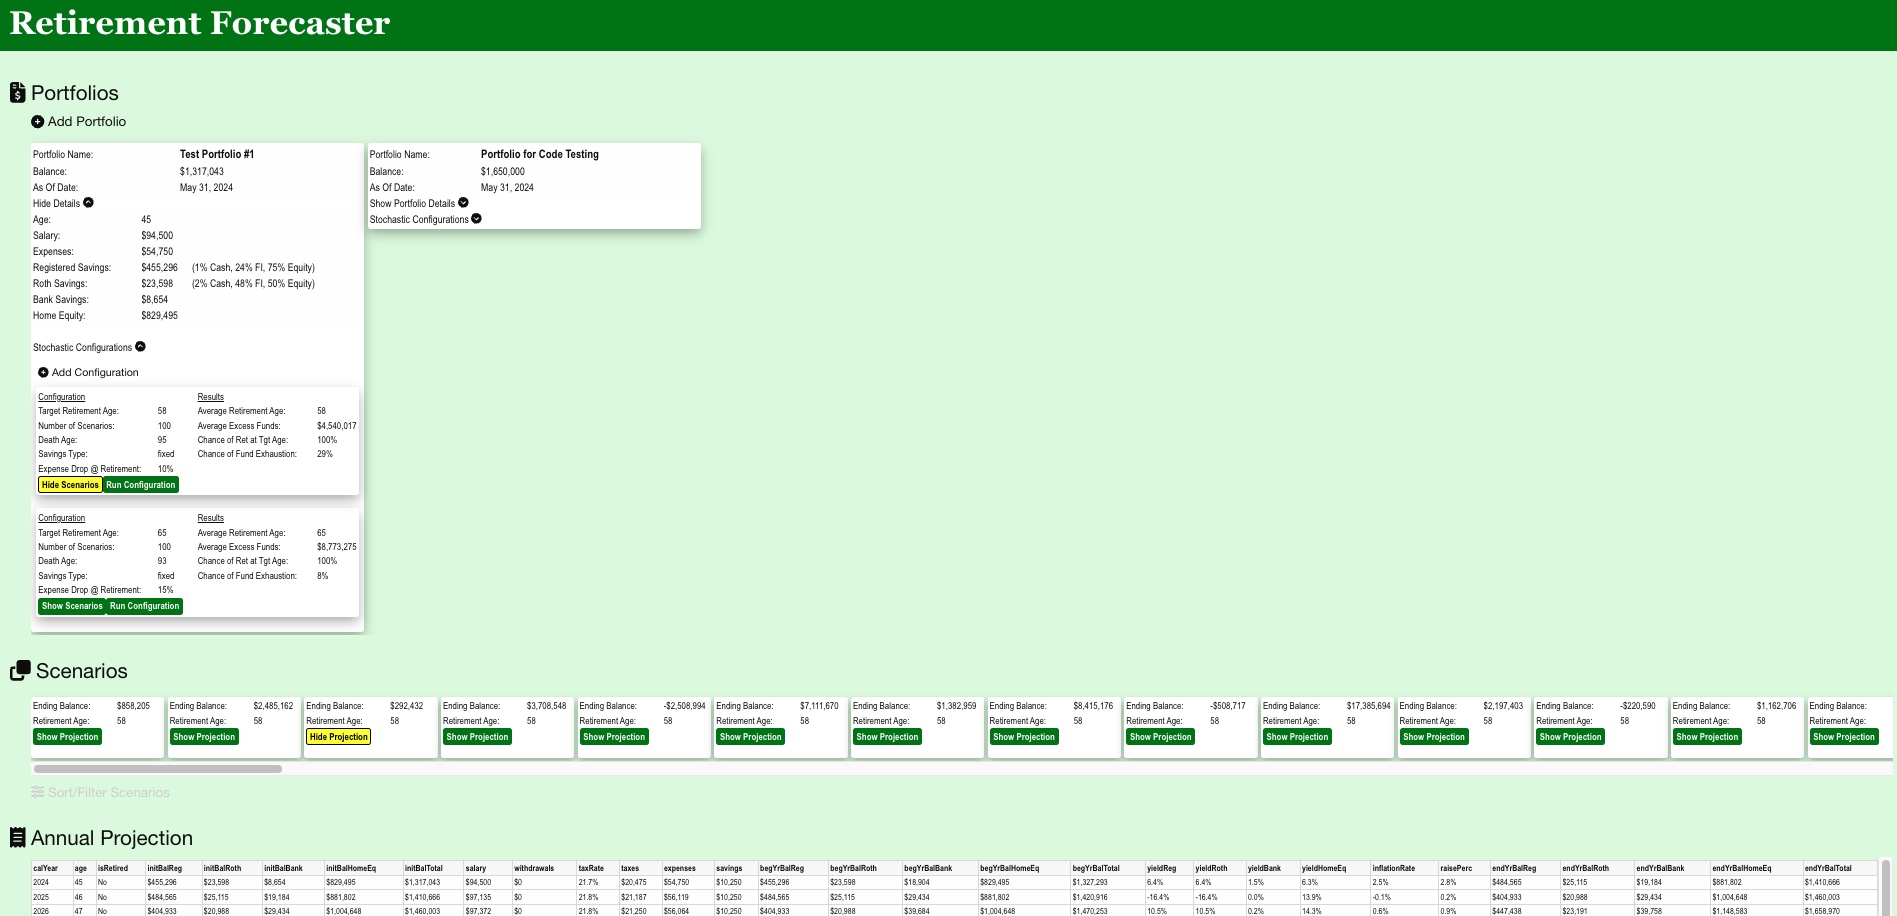 Retirement Forecaster
Portfolios
Add Portfolio
Portfolio Name: Test Portfolio #1
Balance: $1,317,043
As Of Date: May 31, 2024
Hide Details
Age: 45
Salary: $94,500
Expenses: $54,750
Registered Savings: $455,296 (1% Cash, 24% FI, 75% Equity)
Roth Savings: $23,598 (2% Cash, 48% FI, 50% Equity)
Bank Savings: $8,654
Home Equity: $829,495
Stochastic Configurations
Add Configuration
Configuration Results
Target Retirement Age: 58 Average Retirement Age: 58
Number of Scenarios: 100 Average Excess Funds: $4,540,017
Death Age: 95 Chance of Ret at Tgt Age: 100%
Savings Type: fixed Chance of Fund Exhaustion: 29%
Expense Drop @ Retirement: 10%
Hide Scenarios Run Configuration
Configuration Results
Target Retirement Age: 65 Average Retirement Age: 65
Number of Scenarios: 100 Average Excess Funds: $8,773,275
Death Age: 93 Chance of Ret at Tgt Age: 100%
Savings Type: fixed Chance of Fund Exhaustion: 8%
Expense Drop @ Retirement: 15%
Show Scenarios Run Configuration
Portfolio Name: Portfolio for Code Testing
Balance: $1,650,000
As Of Date: May 31, 2024
Show Portfolio Details
Stochastic Configurations
Scenarios
Ending Balance: $858,205 Ending Balance: $2,485,162 Ending Balance: $292,432 Ending Balance: $3,708,548 Ending Balance: -$2,508,994 Ending Balance: $7,111,670 Ending Balance: $1,382,959 Ending Balance: $8,415,176 Ending Balance: -$508,717 Ending Balance: $17,385,694 Ending Balance: $2,197,403 Ending Balance: -$220,590 Ending Balance: $1,162,706 Ending Balance:
Retirement Age: 58 Retirement Age: 58 Retirement Age: 58 Retirement Age: 58 Retirement Age: 58 Retirement Age: 58 Retirement Age: 58 Retirement Age: 58 Retirement Age: 58 Retirement Age: 58 Retirement Age: 58 Retirement Age: 58 Retirement Age: 58 Retirement Age:
Show Projection Show Projection Hide Projection Show Projection Show Projection Show Projection Show Projection Show Projection Show Projection Show Projection Show Projection Show Projection Show Projection Show Projection
Sort/Filter Scenarios
Annual Projection
calYear age isRetired initBalReg initBalRoth initBalBank initBalHomeEq initBalTotal salary withdrawals taxRate taxes expenses savings begYrBalReg begYrBalRoth begYrBalBank begYrBalHomeEq begYrBalTotal yieldReg yieldRoth yieldBank yieldHomeEq inflationRate raisePerc endYrBalReg endYrBalRoth endYrBalBank endYrBalHomeEq endYrBalTotal
2024 45 No $455,296 $23,598 $8,654 $829,495 $1,317,043 $94,500 $0 21.7% $20,475 $54,750 $10,250 $455,296 $23,598 $18,904 $829,495 $1,327,293 6.4% 6.4% 1.5% 6.3% 2.5% 2.8% $484,565 $25,115 $19,184 $881,802 $1,410,666
2025 46 No $484,565 $25,115 $19,184 $881,802 $1,410,666 $97,135 $0 21.8% $21,187 $56,119 $10,250 $484,565 $25,115 $29,434 $881,802 $1,420,916 -16.4% -16.4% 0.0% 13.9% -0.1% 0.2% $404,933 $20,988 $29,434 $1,004,648 $1,460,003
2026 47 No $404,933 $20,988 $29,434 $1,004,648 $1,460,003 $97,372 $0 21.8% $21,250 $56,064 $10,250 $404,933 $20,988 $39,684 $1,004,648 $1,470,253 10.5% 10.5% 0.2% 14.3% 0.6% 0.9% $447,438 $23,191 $39,758 $1,148,583 $1,658,970